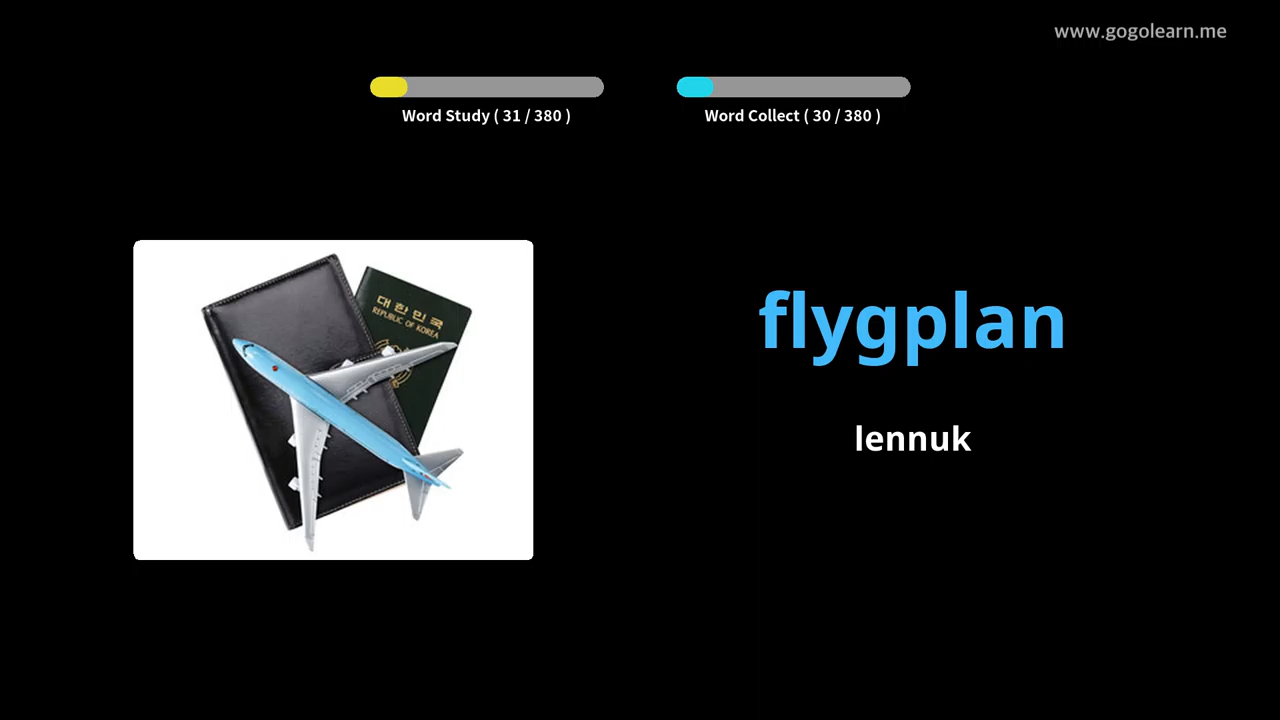 www.gogolearn.me
Word Study ( 31 / 380 )
Word Collect ( 30 / 380 )
대한민국
REPUBLIC OF KOREA
flygplan
lennuk